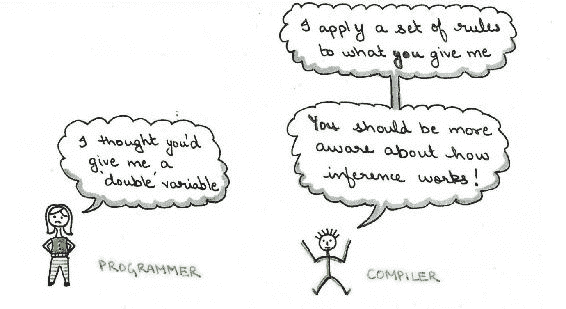 I thought you'd
give me a
'double' variable
PROGRAMMER
I apply a set of rules
to what you give me
You should be more
aware about how
inference works!
COMPILER